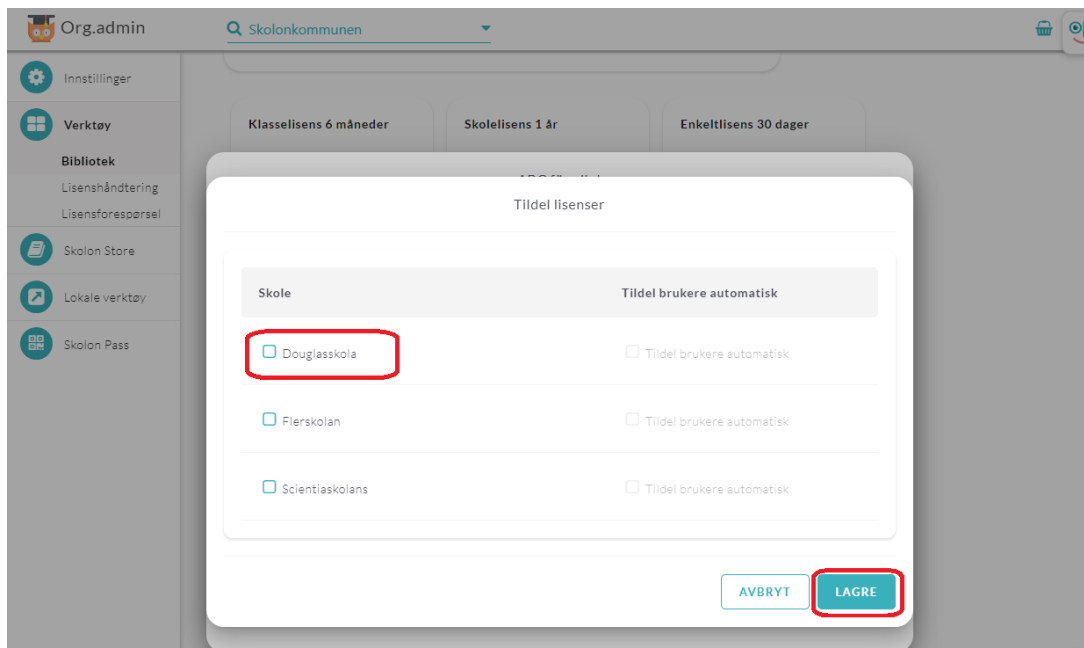 Org.admin
Skolonkommunen
Innstillinger
Verktøy
Bibliotek
Lisenshåndtering
Lisensforespørsel
Skolon Store
Lokale verktøy
Skolon Pass
Klasselisens 6 måneder
Skolelisens 1 år
Enkeltlisens 30 dager
Tildel lisenser
Skole
Tildel brukere automatisk
Douglasskola
Tildel brukere automatisk
Flerskolan
Tildel brukere automatisk
Scientiaskolans
Tildel brukere automatisk
AVBRYT
LAGRE